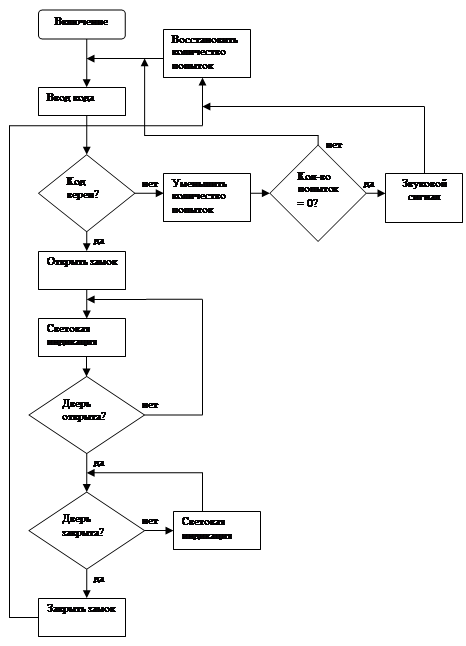 Включение
Восстановить
количество
попыток
Ввод кода
нет
Код
верен?
нет
Уменьшить
количество
попыток
Кол-во
попыток
= 0?
да
Звуковой
сигнал
да
Открыть замок
Световая
индикация
Дверь
открыта?
нет
да
Дверь
закрыта?
нет
Световая
индикация
да
Закрыть замок